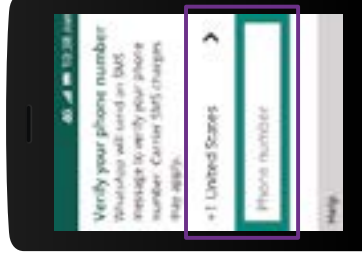 Verify your phone number
WhatsApp will send an SMS
message to verify your phone
number. Carrier SMS charges
may apply.
+1 United States
Phone number
Help